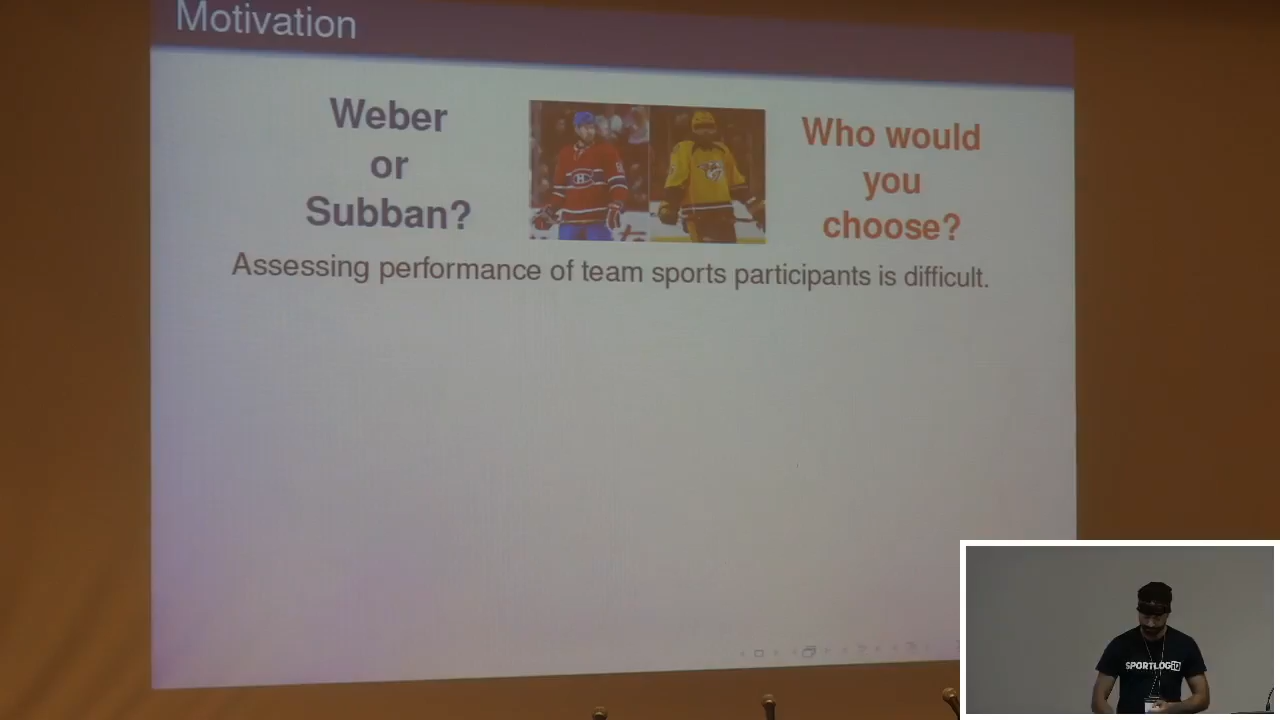 Motivation
Weber
or
Subban?
Who would
you
choose?
Assessing performance of team sports participants is difficult.
SPORTLOGiQ